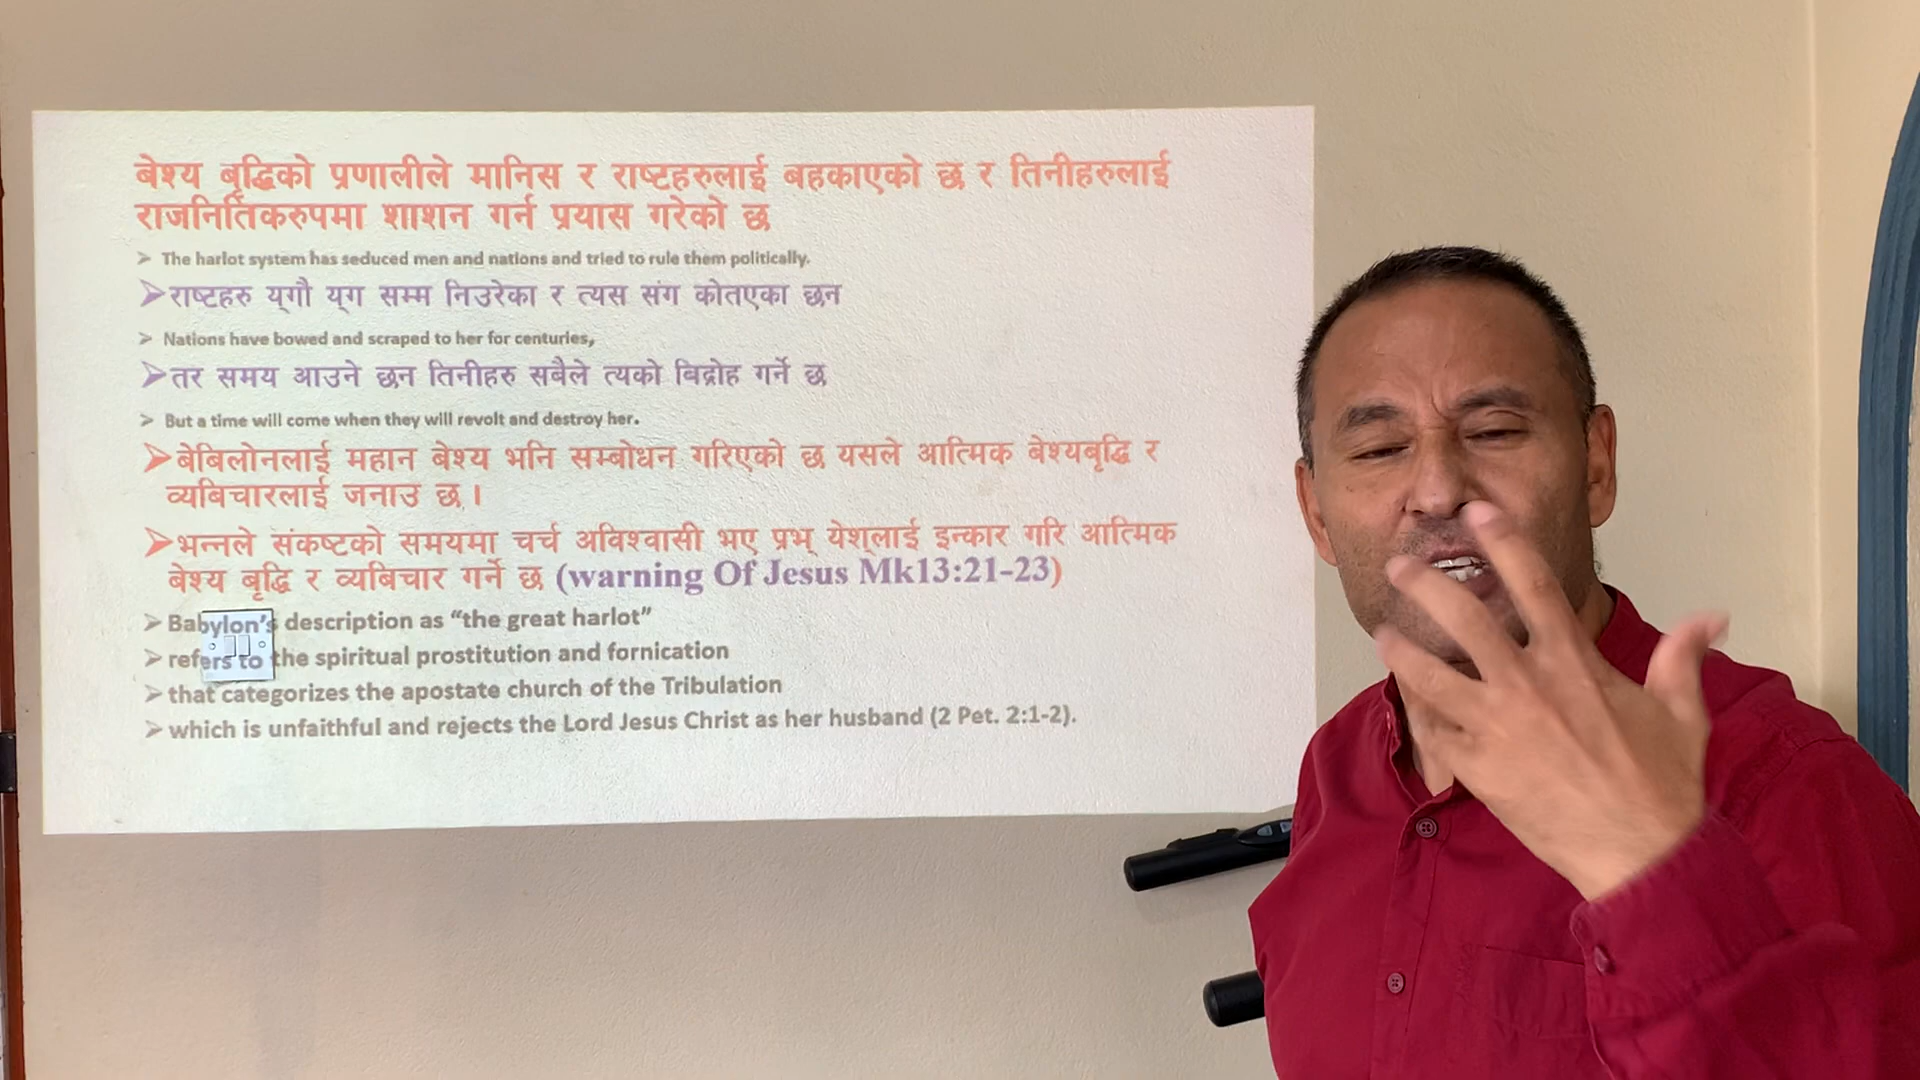 बेश्य बृद्धिको प्रणालीले मानिस र राष्टहरुलाई बहकाएको छ र तिनीहरुलाई
राजनितिकरुपमा शाशन गर्न प्रयास गरेको छ
➢ The harlot system has seduced men and nations and tried to rule them politically.
➢राष्टहरु य्गौ य्ग सम्म निउरेका र त्यस संग कोतएका छन
➢ Nations have bowed and scraped to her for centuries,
➢तर समय आउने छन तिनीहरु सबैले त्यको बिद्रोह गर्ने छ
➢ But a time will come when they will revolt and destroy her.
➢बेबिलोनलाई महान बेश्य भनि सम्बोधन गरिएको छ यसले आत्मिक बेश्यबृद्धि र
व्यबिचारलाई जनाउ छ।
➢भन्नले संकष्टको समयमा चर्च अविश्वासी भए प्रभ् येश्लाई इन्कार गरि आत्मिक
बेश्य बृद्धि र व्यबिचार गर्ने छ (warning Of Jesus Mk13:21-23)
➢ Babylon's description as “the great harlot”
➢ refers to the spiritual prostitution and fornication
➢ that categorizes the apostate church of the Tribulation
➢ which is unfaithful and rejects the Lord Jesus Christ as her husband (2 Pet. 2:1-2).